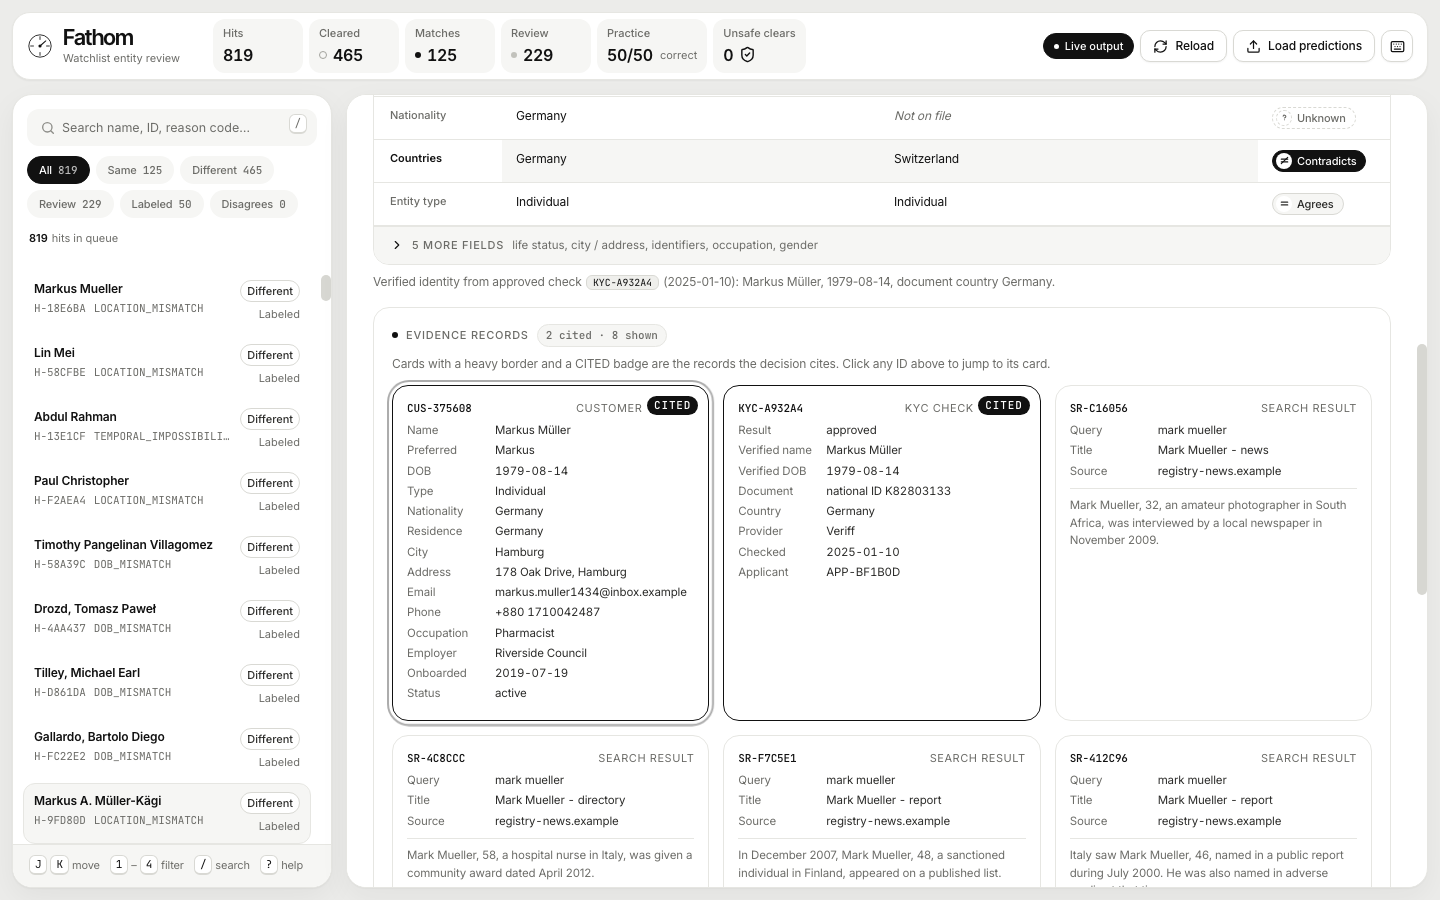 Fathom
Watchlist entity review
Hits
819
Cleared
465
Matches
125
Review
229
Practice
50/50 correct
Unsafe clears
0
Live output
Reload
Load predictions
Search name, ID, reason code... /
All 819 Same 125 Different 465
Review 229 Labeled 50 Disagrees 0
819 hits in queue
Markus Mueller Different
H-18E6BA LOCATION_MISMATCH Labeled
Lin Mei Different
H-58CFBE LOCATION_MISMATCH Labeled
Abdul Rahman Different
H-13E1CF TEMPORAL_IMPOSSIBILI… Labeled
Paul Christopher Different
H-F2AEA4 LOCATION_MISMATCH Labeled
Timothy Pangelinan Villagomez Different
H-58A39C DOB_MISMATCH Labeled
Drozd, Tomasz Paweł Different
H-4AA437 DOB_MISMATCH Labeled
Tilley, Michael Earl Different
H-D861DA DOB_MISMATCH Labeled
Gallardo, Bartolo Diego Different
H-FC22E2 DOB_MISMATCH Labeled
Markus A. Müller-Kägi Different
H-9FD80D LOCATION_MISMATCH Labeled
J K move 1 – 4 filter / search ? help
Nationality Germany Not on file ? Unknown
Countries Germany Switzerland ≠ Contradicts
Entity type Individual Individual = Agrees
5 MORE FIELDS life status, city / address, identifiers, occupation, gender
Verified identity from approved check KYC-A932A4 (2025-01-10): Markus Müller, 1979-08-14, document country Germany.
EVIDENCE RECORDS 2 cited · 8 shown
Cards with a heavy border and a CITED badge are the records the decision cites. Click any ID above to jump to its card.
CUS-375608 CUSTOMER CITED
Name Markus Müller
Preferred Markus
DOB 1979-08-14
Type Individual
Nationality Germany
Residence Germany
City Hamburg
Address 178 Oak Drive, Hamburg
Email markus.muller1434@inbox.example
Phone +880 1710042487
Occupation Pharmacist
Employer Riverside Council
Onboarded 2019-07-19
Status active
KYC-A932A4 KYC CHECK CITED
Result approved
Verified name Markus Müller
Verified DOB 1979-08-14
Document national ID K82803133
Country Germany
Provider Veriff
Checked 2025-01-10
Applicant APP-BF1B0D
SR-C16056 SEARCH RESULT
Query mark mueller
Title Mark Mueller - news
Source registry-news.example
Mark Mueller, 32, an amateur photographer in South
Africa, was interviewed by a local newspaper in
November 2009.
SR-4C8CCC SEARCH RESULT
Query mark mueller
Title Mark Mueller - directory
Source registry-news.example
Mark Mueller, 58, a hospital nurse in Italy, was given a
community award dated April 2012.
SR-F7C5E1 SEARCH RESULT
Query mark mueller
Title Mark Mueller - report
Source registry-news.example
In December 2007, Mark Mueller, 48, a sanctioned
individual in Finland, appeared on a published list.
SR-412C96 SEARCH RESULT
Query mark mueller
Title Mark Mueller - report
Source registry-news.example
Italy saw Mark Mueller, 46, named in a public report
during July 2000. He was also named in adverse